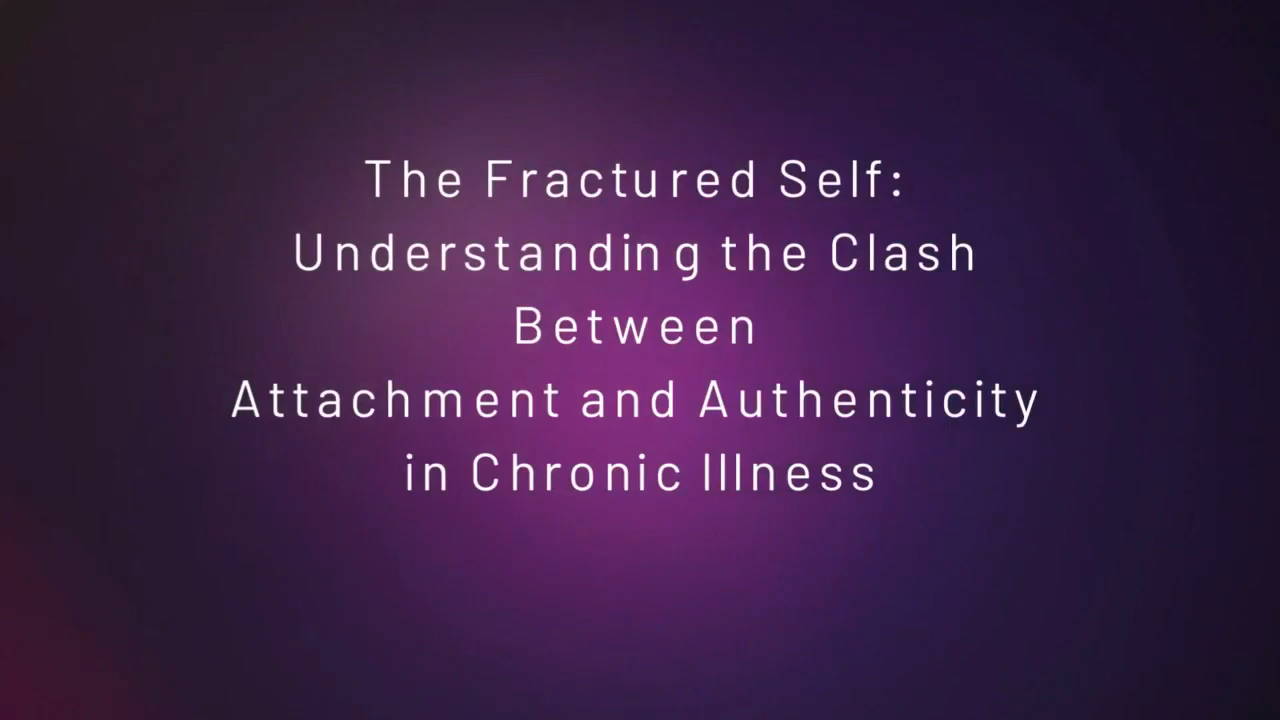 The Fractured Self:
Understanding the Clash
Between
Attachment and Authenticity
in Chronic Illness